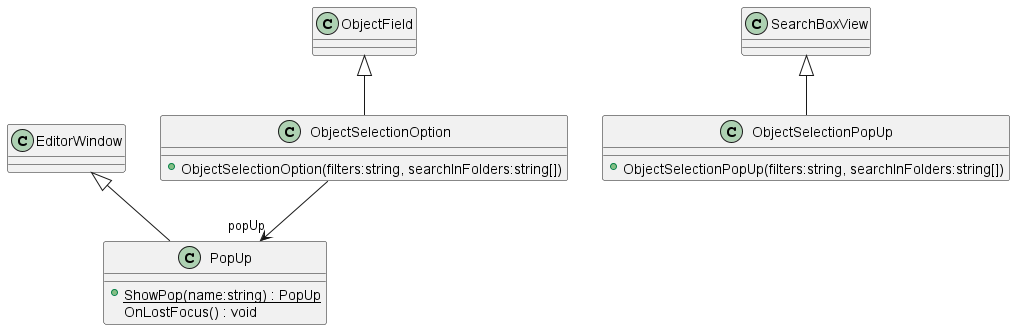 C ObjectField
C SearchBoxView
C EditorWindow
C ObjectSelectionOption
ObjectSelectionOption(filters:string, searchInFolders:string[])
C ObjectSelectionPopUp
ObjectSelectionPopUp(filters:string, searchInFolders:string[])
popUp
C PopUp
ShowPop(name:string) : PopUp
OnLostFocus() : void